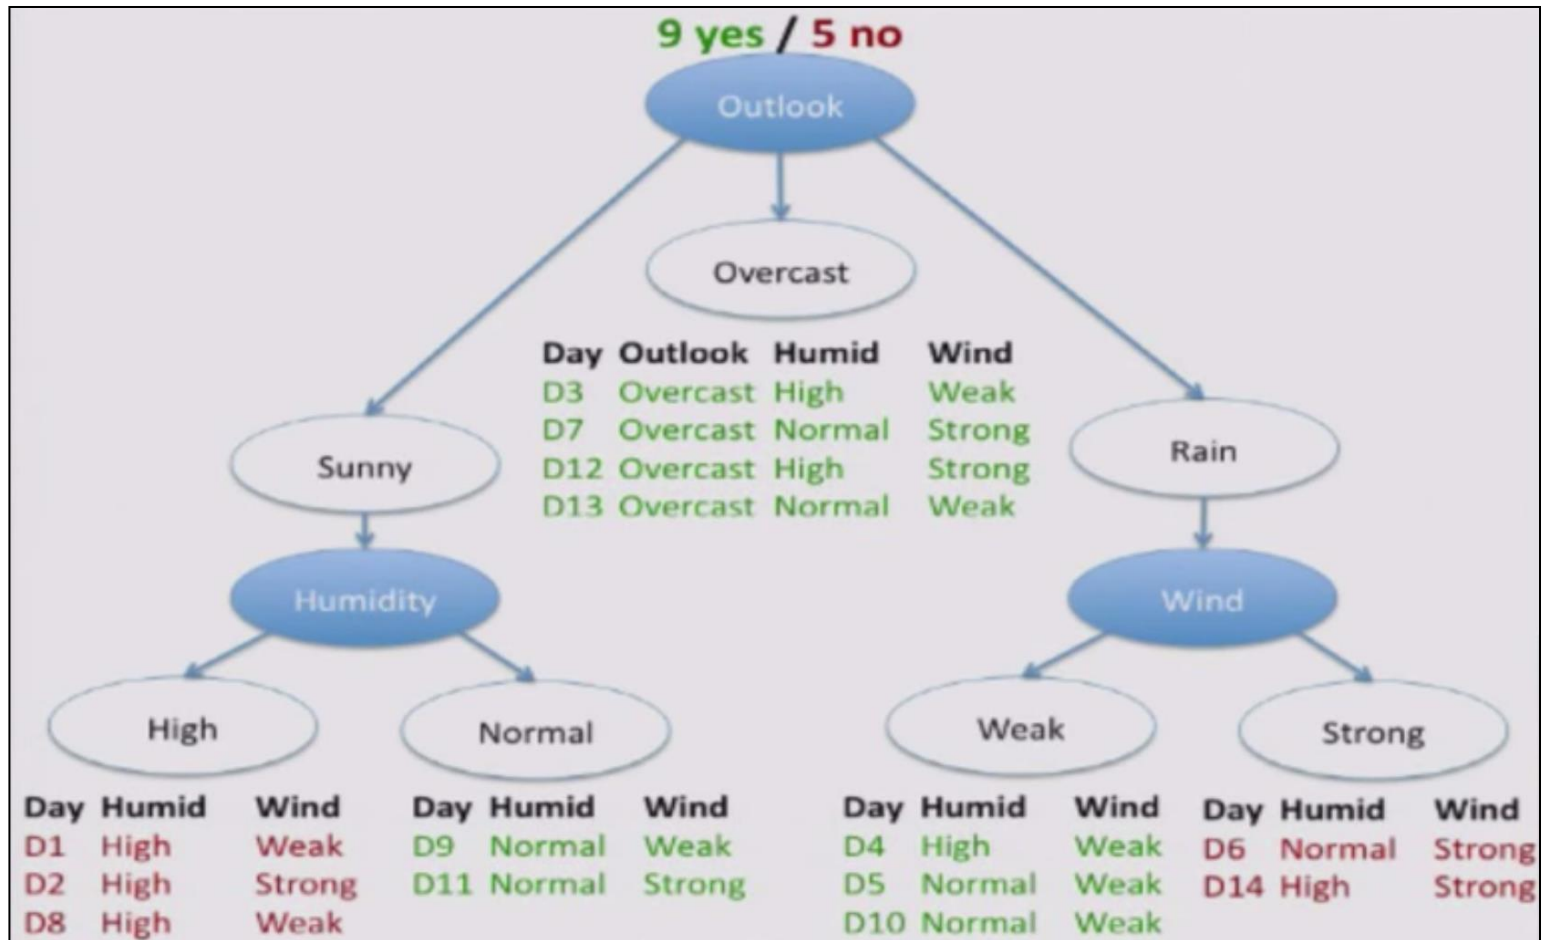 9 yes / 5 no
Outlook
Overcast
Day Outlook Humid Wind
D3 Overcast High Weak
D7 Overcast Normal Strong
D12 Overcast High Strong
D13 Overcast Normal Weak
Sunny
Rain
Humidity
Wind
High
Normal
Weak
Strong
Day Humid Wind
D1 High Weak
D2 High Strong
D8 High Weak
Day Humid Wind
D9 Normal Weak
D11 Normal Strong
Day Humid Wind
D4 High Weak
D5 Normal Weak
D10 Normal Weak
Day Humid Wind
D6 Normal Strong
D14 High Strong